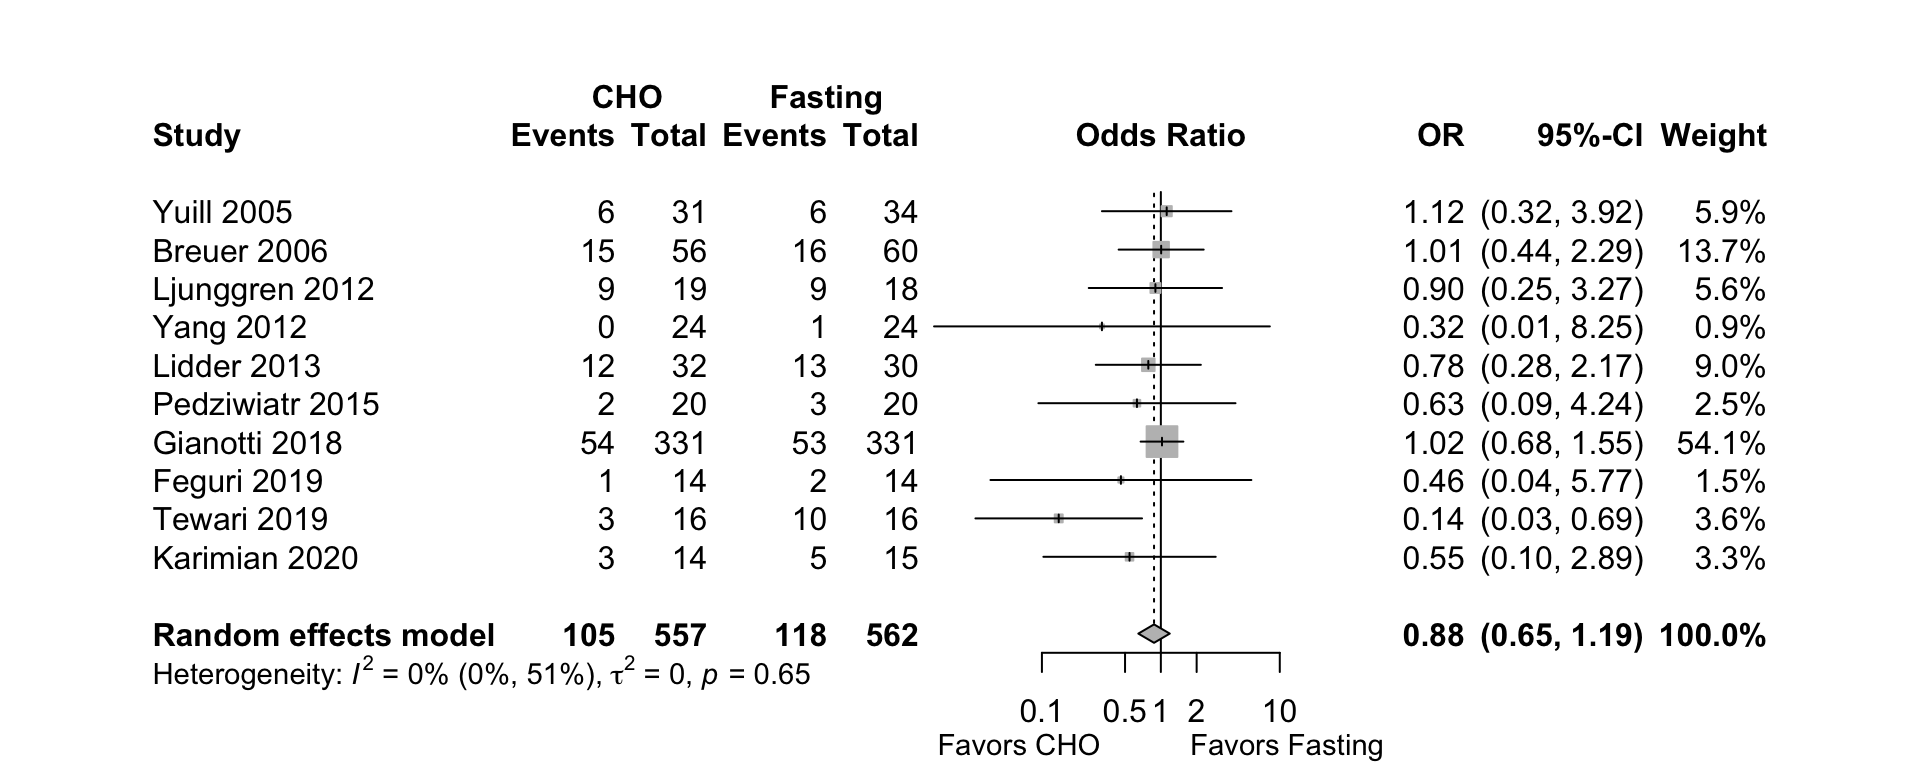 CHO Fasting
Study Events Total Events Total Odds Ratio OR 95%-CI Weight
Yuill 2005 6 31 6 34 1.12 (0.32, 3.92) 5.9%
Breuer 2006 15 56 16 60 1.01 (0.44, 2.29) 13.7%
Ljunggren 2012 9 19 9 18 0.90 (0.25, 3.27) 5.6%
Yang 2012 0 24 1 24 0.32 (0.01, 8.25) 0.9%
Lidder 2013 12 32 13 30 0.78 (0.28, 2.17) 9.0%
Pedziwiatr 2015 2 20 3 20 0.63 (0.09, 4.24) 2.5%
Gianotti 2018 54 331 53 331 1.02 (0.68, 1.55) 54.1%
Feguri 2019 1 14 2 14 0.46 (0.04, 5.77) 1.5%
Tewari 2019 3 16 10 16 0.14 (0.03, 0.69) 3.6%
Karimian 2020 3 14 5 15 0.55 (0.10, 2.89) 3.3%
Random effects model 105 557 118 562 0.88 (0.65, 1.19) 100.0%
Heterogeneity: I² = 0% (0%, 51%), τ² = 0, p = 0.65
0.1 0.5 1 2 10
Favors CHO Favors Fasting